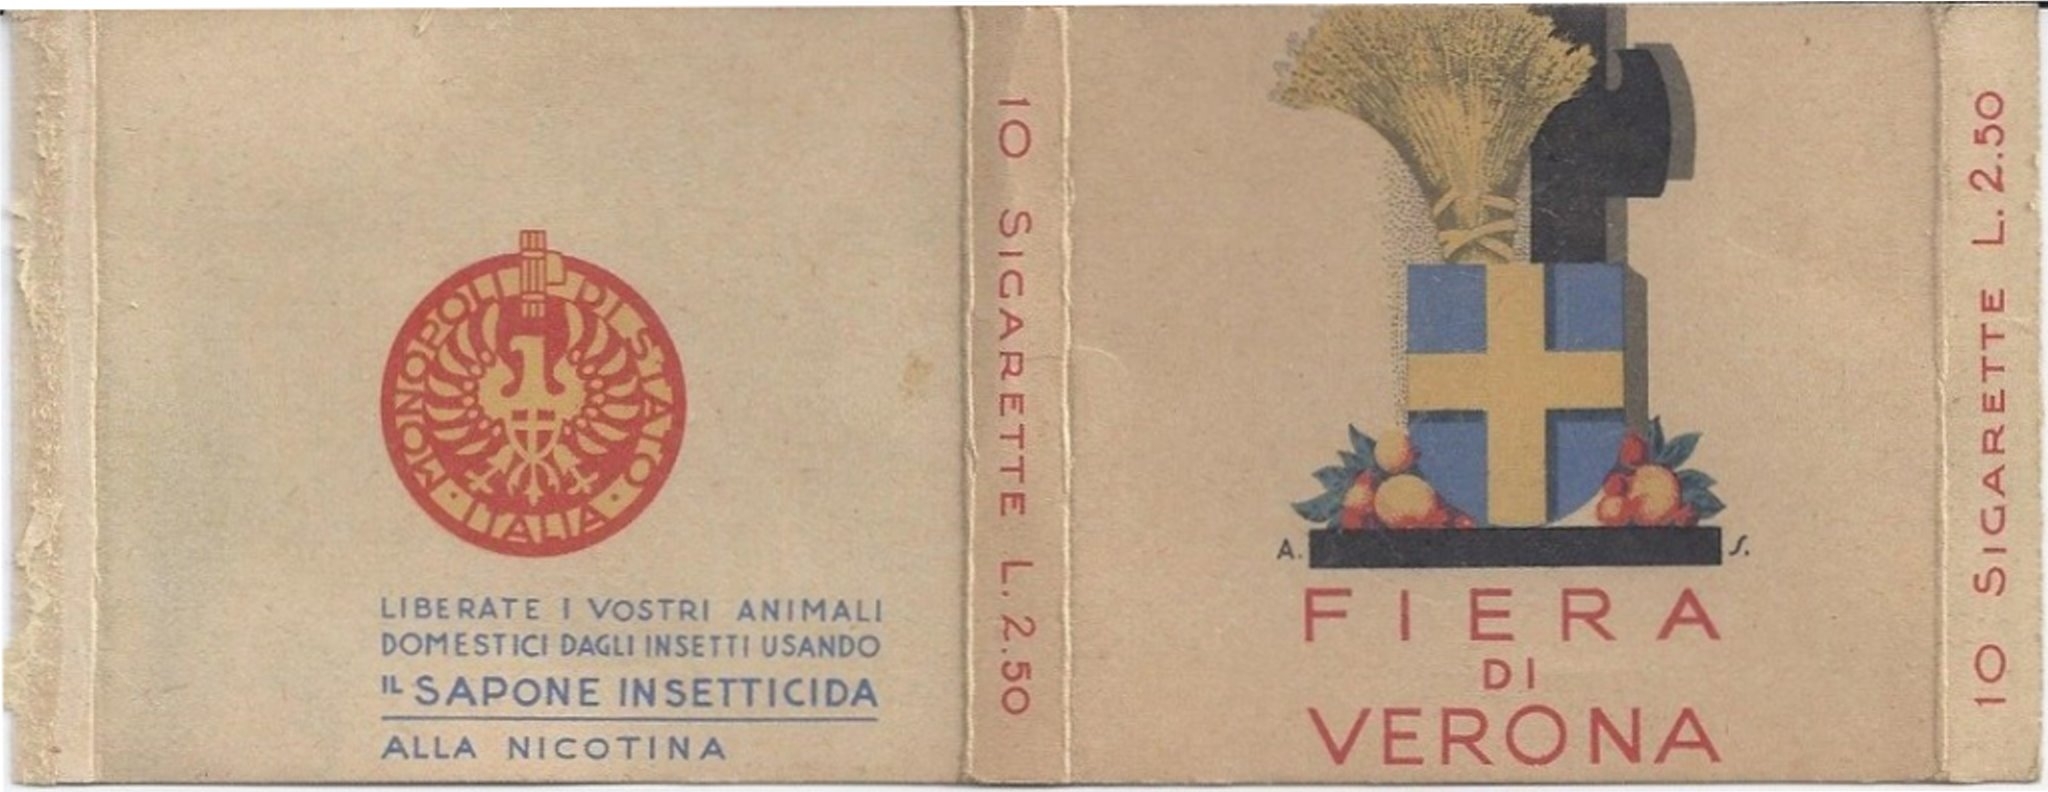 MONOPOLI DI STATO
· ITALIA ·
LIBERATE I VOSTRI ANIMALI
DOMESTICI DAGLI INSETTI USANDO
IL SAPONE INSETTICIDA
ALLA NICOTINA
10 SIGARETTE L. 2.50
A. S.
FIERA
DI
VERONA
10 SIGARETTE L. 2.50